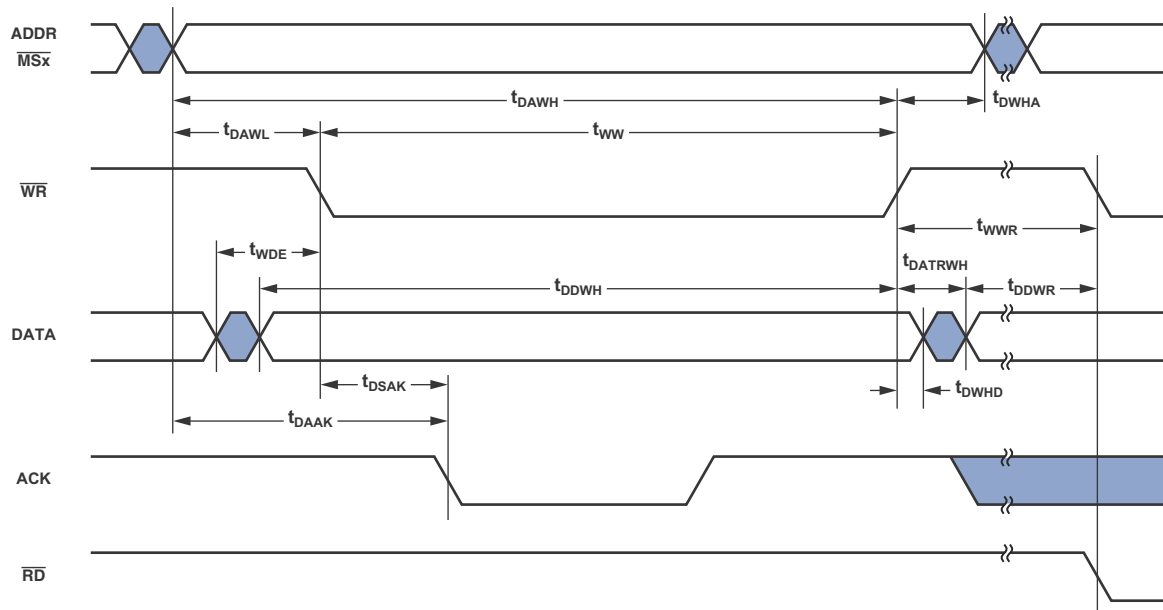 ADDR
MSx
tDAWH
tDWHA
tDAWL
tWW
WR
tWDE
tWWR
tDATRWH
tDDWH
tDDWR
DATA
tDSAK
tDWHD
tDAAK
ACK
RD